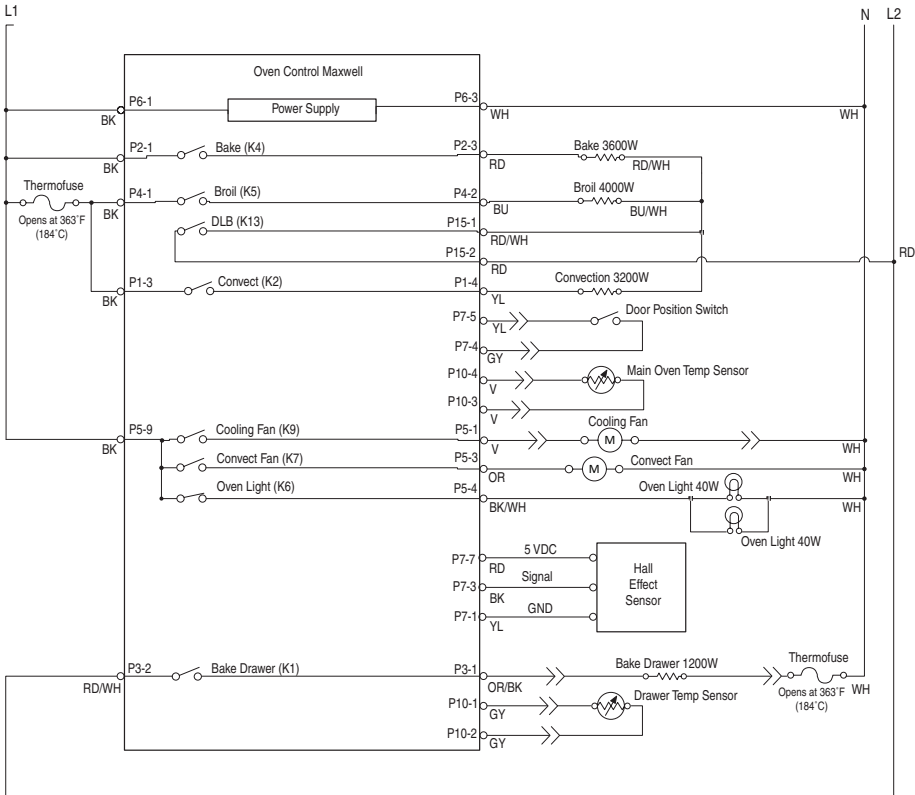 L1
N L2
Oven Control Maxwell
P6-1
Power Supply
P6-3
BK
WH
WH
P2-1
Bake (K4)
P2-3
Bake 3600W
BK
RD
RD/WH
Thermofuse
P4-1
Broil (K5)
P4-2
Broil 4000W
Opens at 363˚F
(184˚C)
BK
BU
BU/WH
DLB (K13)
P15-1
RD/WH
P15-2
RD
RD
P1-3
Convect (K2)
P1-4
Convection 3200W
BK
YL
P7-5
Door Position Switch
YL
P7-4
GY
P10-4
Main Oven Temp Sensor
V
P10-3
V
P5-9
Cooling Fan (K9)
P5-1
Cooling Fan
M
BK
V
WH
Convect Fan (K7)
P5-3
Convect Fan
M
OR
WH
Oven Light (K6)
P5-4
Oven Light 40W
BK/WH
WH
Oven Light 40W
P7-7
5 VDC
RD
P7-3
Signal
BK
P7-1
GND
YL
Hall
Effect
Sensor
P3-2
Bake Drawer (K1)
P3-1
Bake Drawer 1200W
Thermofuse
RD/WH
OR/BK
Opens at 363˚F
(184˚C)
WH
P10-1
Drawer Temp Sensor
GY
P10-2
GY